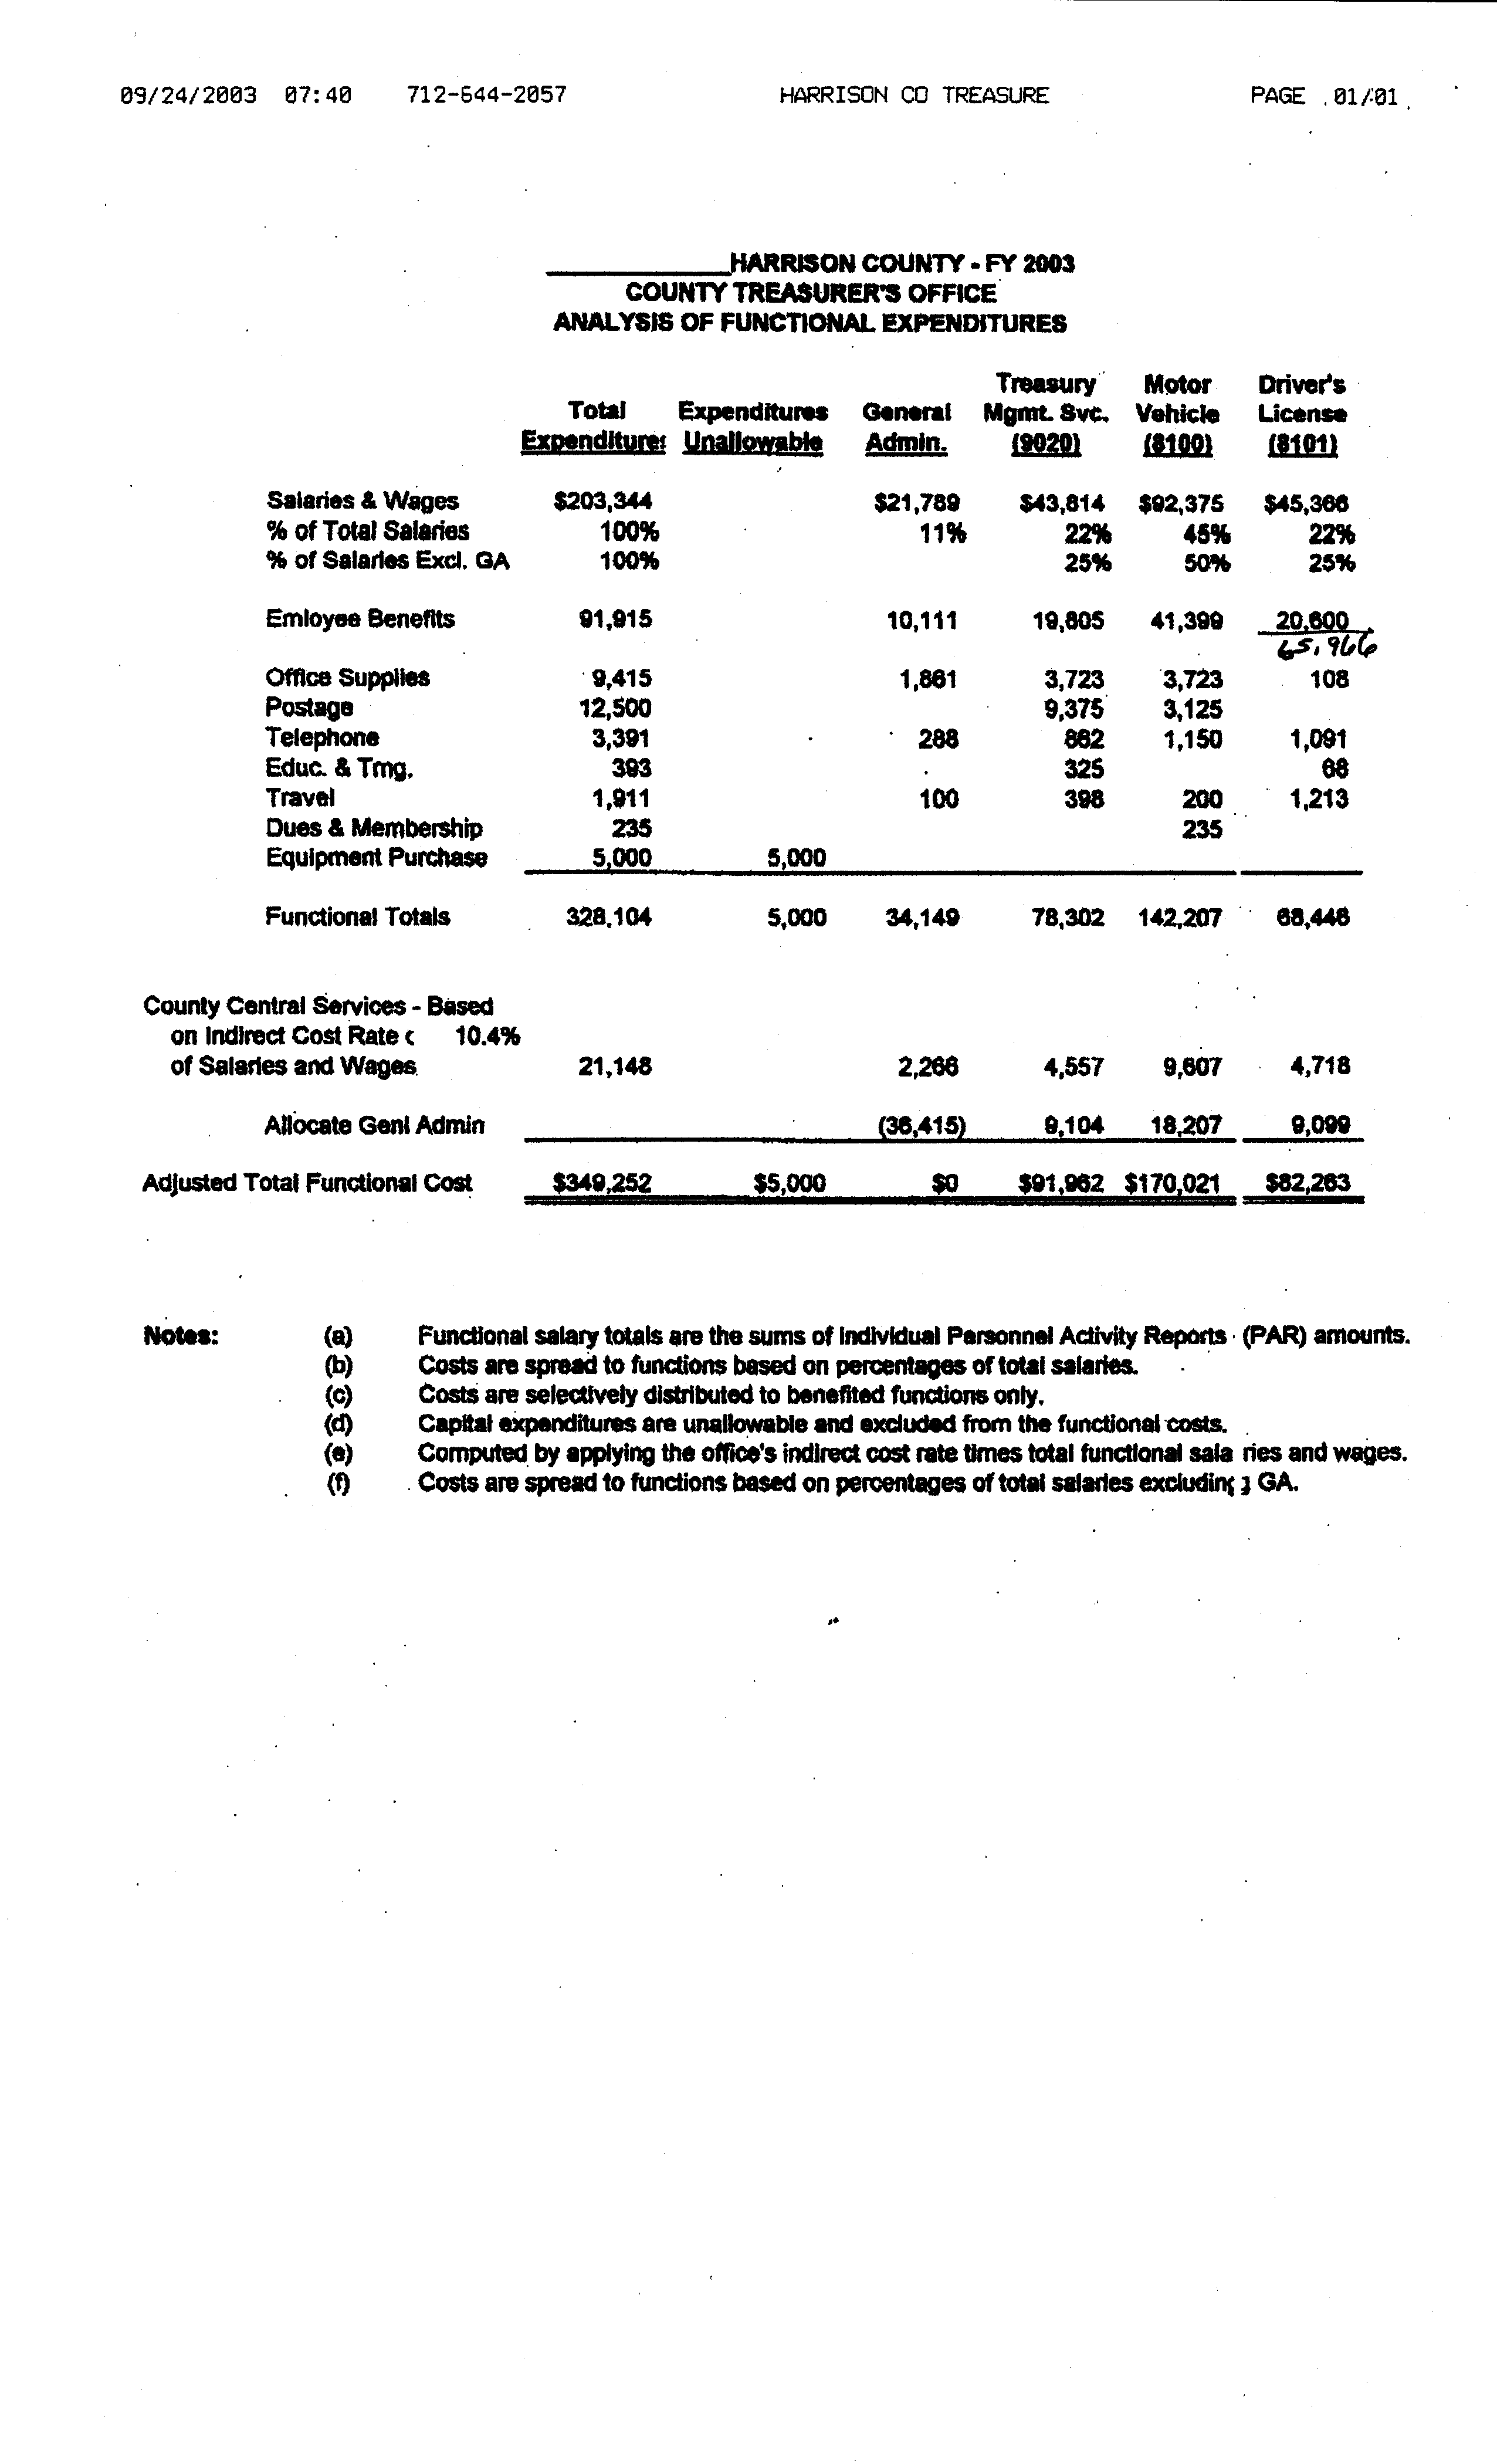 09/24/2003 07:40 712-644-2057 HARRISON CO TREASURE PAGE 01/01
HARRISON COUNTY - FY 2003
COUNTY TREASURER'S OFFICE
ANALYSIS OF FUNCTIONAL EXPENDITURES
Treasury Motor Driver's
Total Expenditures General Mgmt. Svc. Vehicle License
Expenditures Unallowable Admin. (9020) (8100) (8101)
Salaries & Wages $203,344 $21,789 $43,814 $92,375 $45,366
% of Total Salaries 100% 11% 22% 45% 22%
% of Salaries Excl. GA 100% 25% 50% 25%
Emloyee Benefits 91,915 10,111 19,805 41,399 20,600
65,966
Office Supplies 9,415 1,861 3,723 3,723 108
Postage 12,500 9,375 3,125
Telephone 3,391 288 862 1,150 1,091
Educ. & Trng. 393 325 68
Travel 1,911 100 398 200 1,213
Dues & Membership 235 235
Equipment Purchase 5,000 5,000
Functional Totals 328,104 5,000 34,149 78,302 142,207 68,446
County Central Services - Based
on Indirect Cost Rate c 10.4%
of Salaries and Wages 21,148 2,266 4,557 9,607 4,718
Allocate Genl Admin (36,415) 9,104 18,207 9,099
Adjusted Total Functional Cost $349,252 $5,000 $0 $91,962 $170,021 $82,263
Notes: (a) Functional salary totals are the sums of Individual Personnel Activity Reports (PAR) amounts.
(b) Costs are spread to functions based on percentages of total salaries.
(c) Costs are selectively distributed to benefited functions only.
(d) Capital expenditures are unallowable and excluded from the functional costs.
(e) Computed by applying the office's indirect cost rate times total functional sala ries and wages.
(f) Costs are spread to functions based on percentages of total salaries excluding GA.